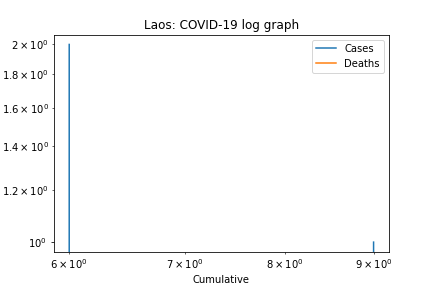 Laos: COVID-19 log graph
Cases
Deaths
2 × 10⁰
1.8 × 10⁰
1.6 × 10⁰
1.4 × 10⁰
1.2 × 10⁰
10⁰
6 × 10⁰ 7 × 10⁰ 8 × 10⁰ 9 × 10⁰
Cumulative